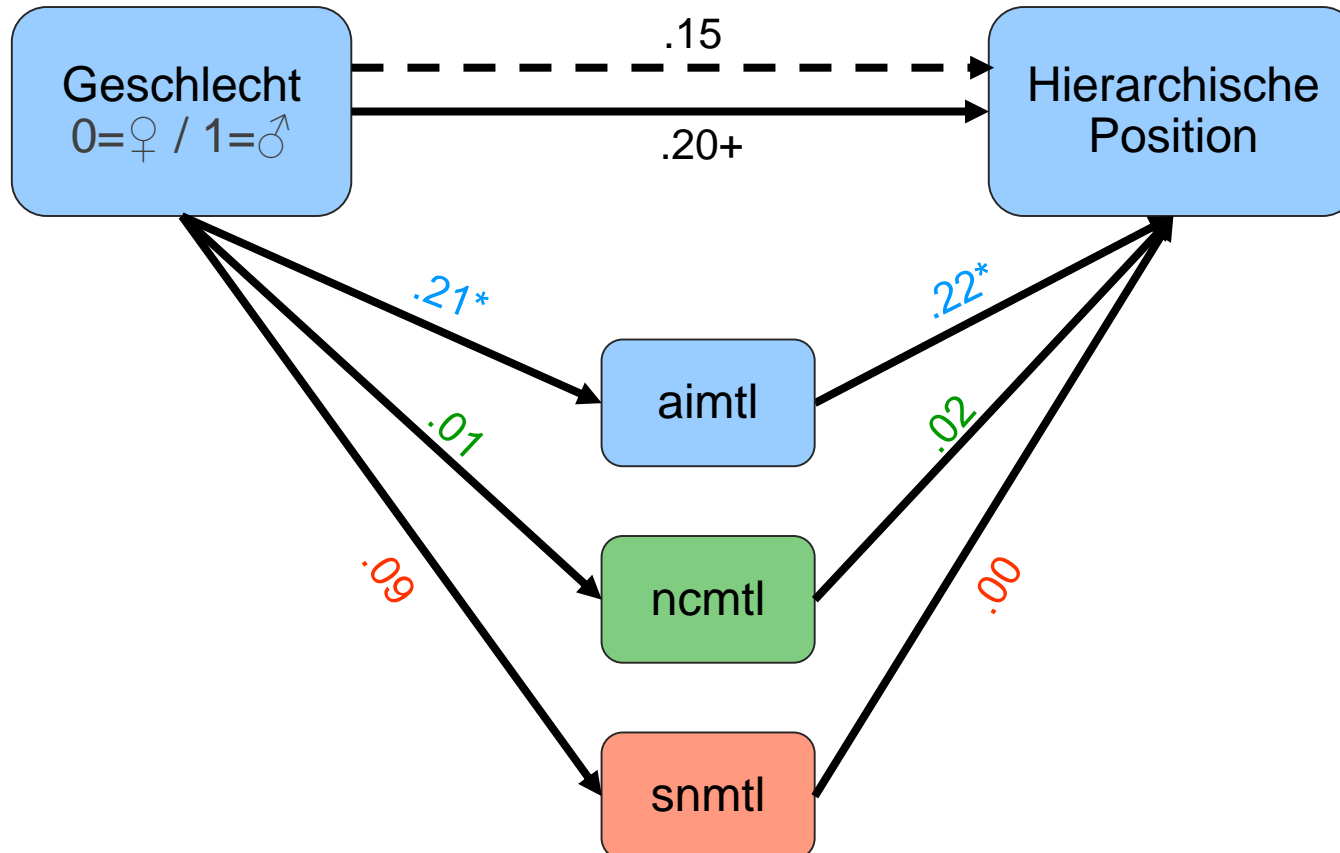 Geschlecht
0=♀ / 1=♂
.15
.20+
Hierarchische
Position
.21*
.22*
aimtl
.01
.02
ncmtl
.09
.00
snmtl